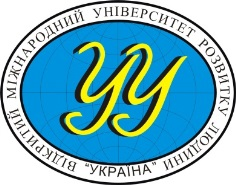 ВІДКРИТИЙ МІЖНАРОДНИЙ УНІВЕРСИТЕТ РОЗВИТКУ ЛЮДИНИ
"УКРАЇНА"
УУ